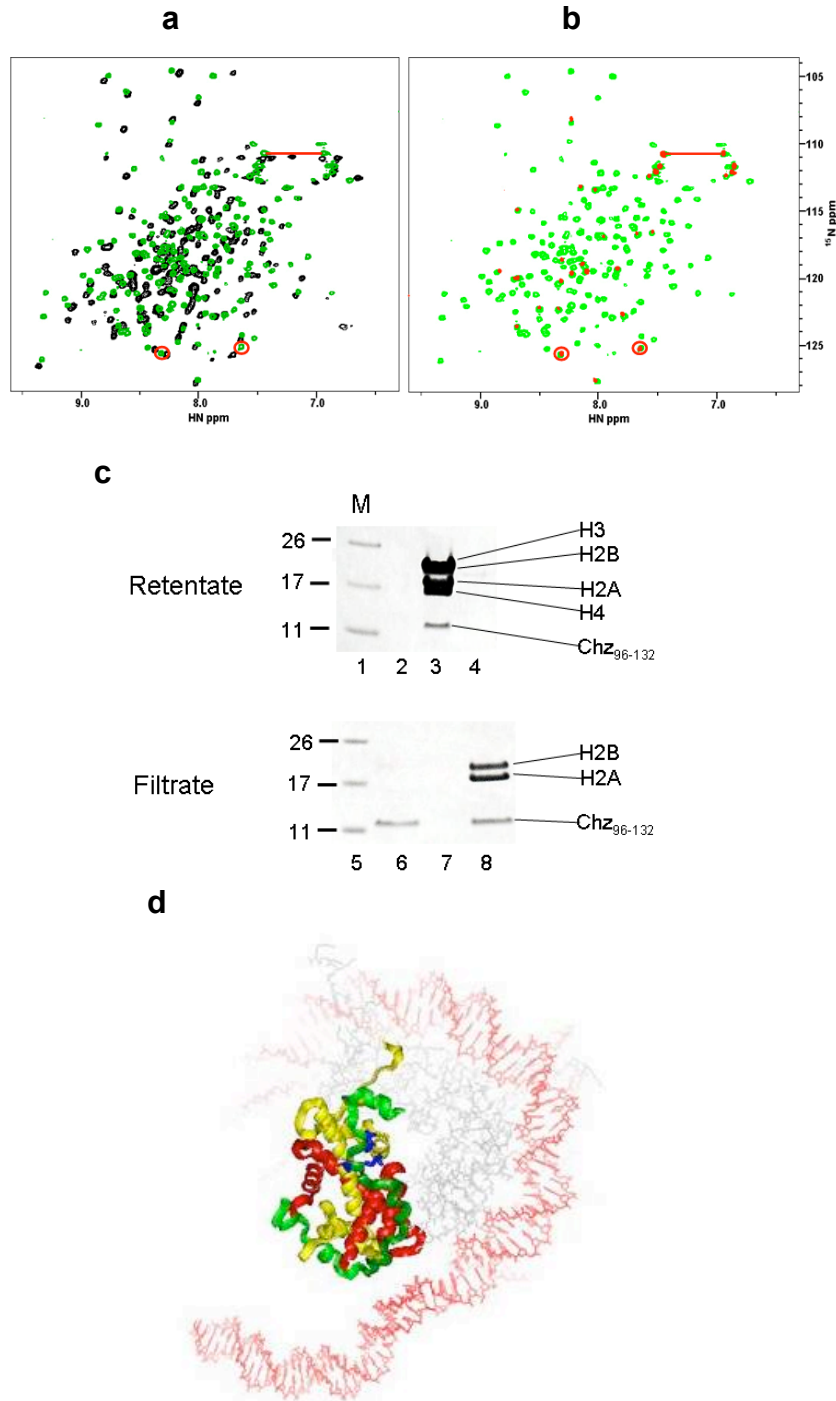 a
b
105
110
115
120
125
15N ppm
9.0 8.0 7.0
HN ppm
9.0 8.0 7.0
HN ppm
c
M
26
17
11
Retentate
H3
H2B
H2A
H4
Chz96-132
1 2 3 4
26
17
11
Filtrate
H2B
H2A
Chz96-132
5 6 7 8
d